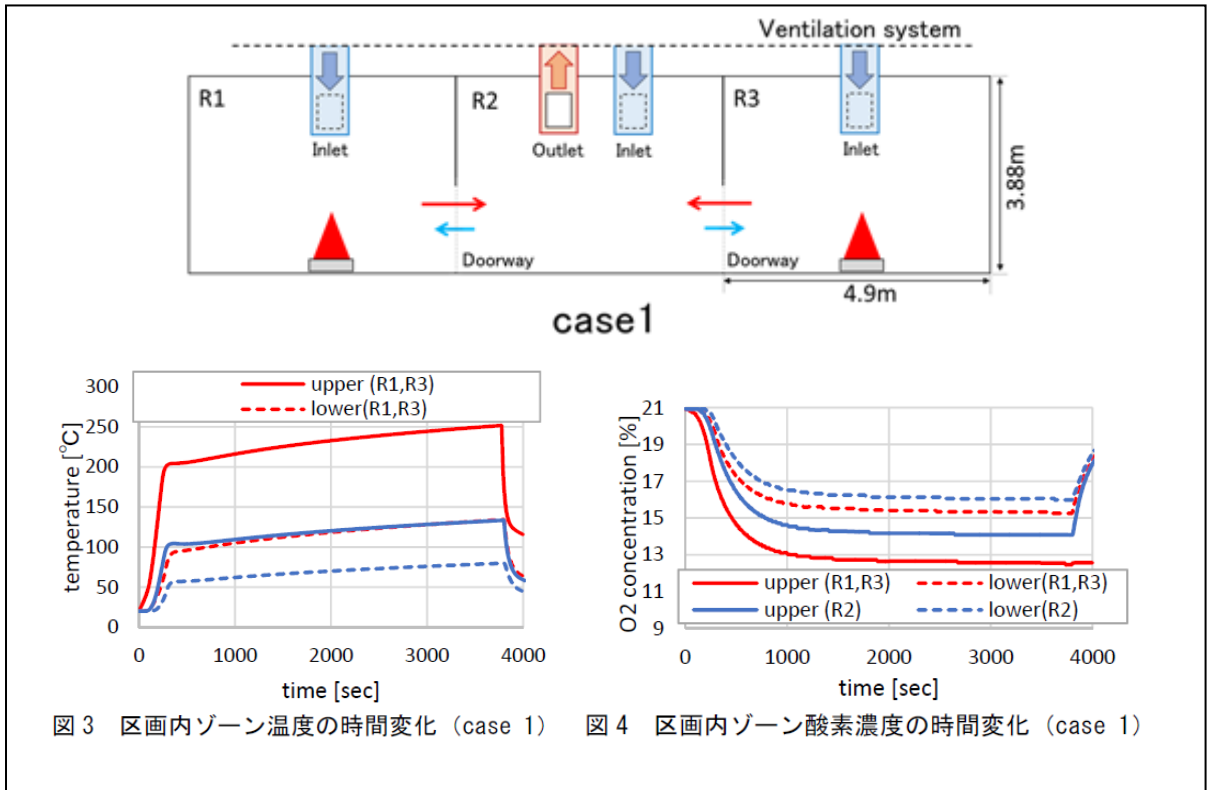 Ventilation system
R1
R2
R3
Inlet
Outlet
Inlet
Inlet
3.88m
Doorway
Doorway
4.9m
case1
upper (R1,R3)
lower(R1,R3)
temperature [℃]
300
250
200
150
100
50
0
0 1000 2000 3000 4000
time [sec]
図3 区画内ゾーン温度の時間変化 (case 1)
O2 concentration [%]
21
19
17
15
13
11
9
upper (R1,R3) lower(R1,R3)
upper (R2) lower(R2)
0 1000 2000 3000 4000
time [sec]
図4 区画内ゾーン酸素濃度の時間変化 (case 1)